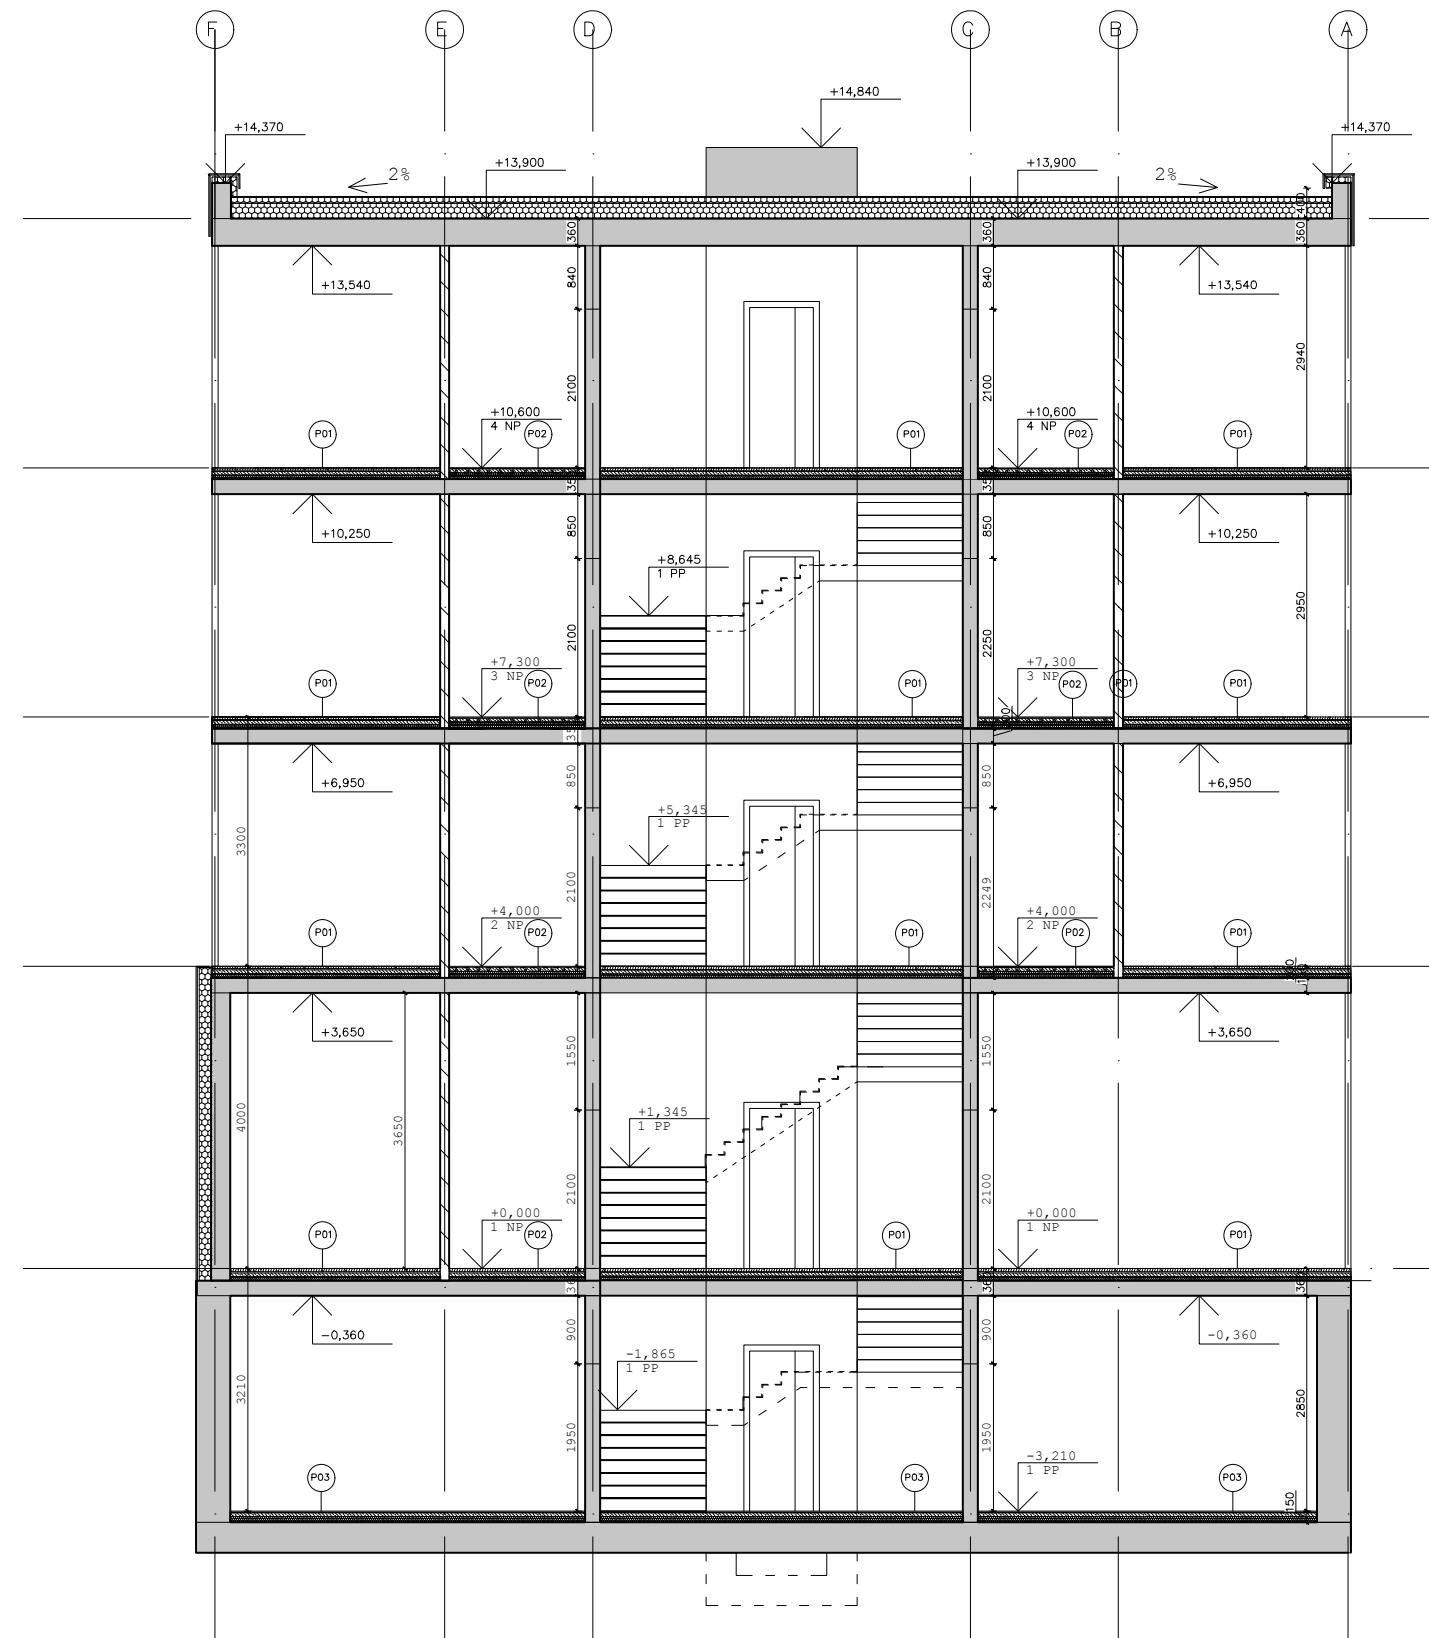 F E D C B A
+14,840
+14,370 +14,370
+13,900 +13,900
2% 2%
400
360 360 360
+13,540 840 840 +13,540
2940
2100 2100
+10,600 +10,600
4 NP 4 NP
P01 P02 P01 P02 P01
+10,250 850 850 +10,250
+8,645
1 PP
2950
2100 2250
+7,300 +7,300
3 NP 3 NP
P01 P02 P01 P02 P01 P01
+6,950 850 850 +6,950
+5,345
1 PP
3300
2100 2249
+4,000 +4,000
2 NP 2 NP
P01 P02 P01 P02 P01
+3,650 1550 1550 +3,650
4000 3650
+1,345
1 PP
2100 2100
+0,000 +0,000
1 NP 1 NP
P01 P02 P01 P01
-0,360 900 900 -0,360
-1,865
1 PP
3210 2850
1950 1950
-3,210
1 PP
P03 P03 P03
150